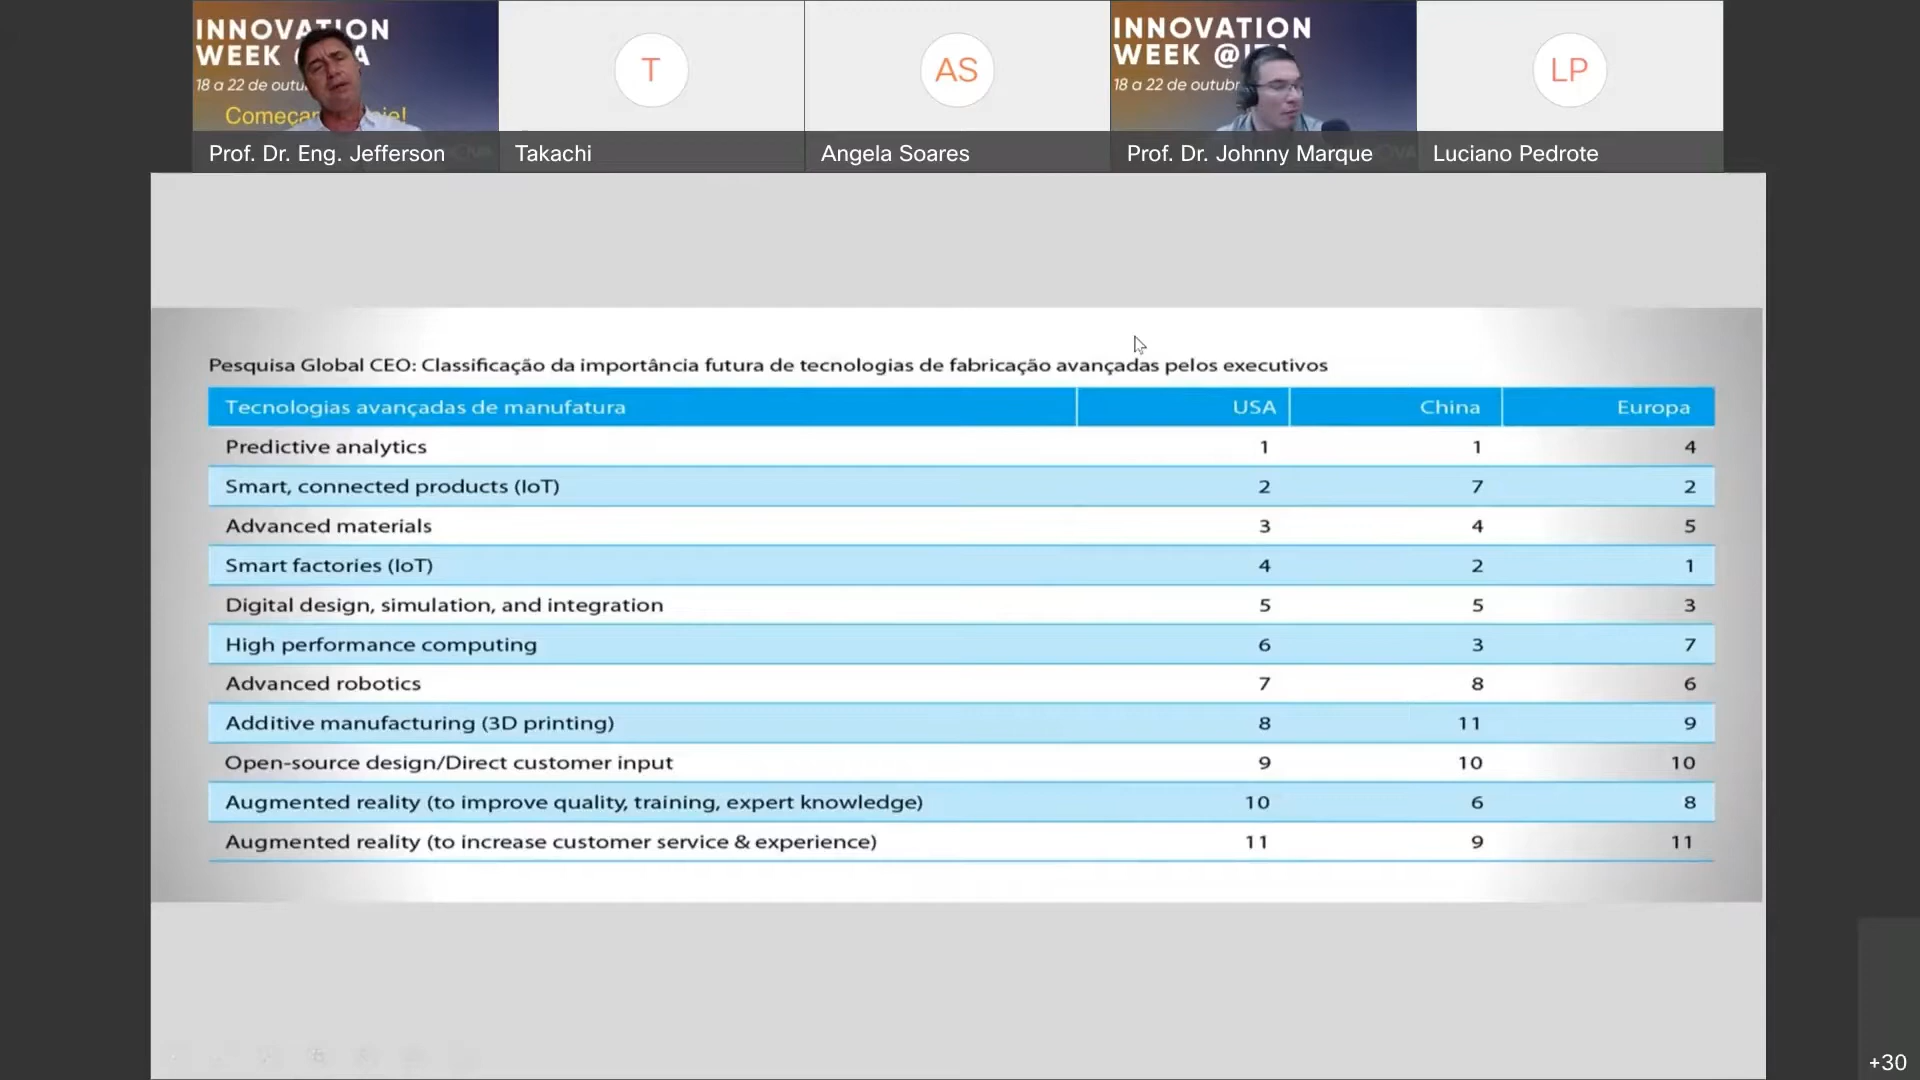 INNOVATION
WEEK @
18 a 22 de
Começar
T
AS
INNOVATION
WEEK
18 a 22 de outubr
LP
Prof. Dr. Eng. Jefferson
Takachi
Angela Soares
Prof. Dr. Johnny Marque
Luciano Pedrote
Pesquisa Global CEO: Classificação da importância futura de tecnologias de fabricação avançadas pelos executivos
Tecnologias avançadas de manufatura USA China Europa
Predictive analytics 1 1 4
Smart, connected products (IoT) 2 7 2
Advanced materials 3 4 5
Smart factories (IoT) 4 2 1
Digital design, simulation, and integration 5 5 3
High performance computing 6 3 7
Advanced robotics 7 8 6
Additive manufacturing (3D printing) 8 11 9
Open-source design/Direct customer input 9 10 10
Augmented reality (to improve quality, training, expert knowledge) 10 6 8
Augmented reality (to increase customer service & experience) 11 9 11
+30